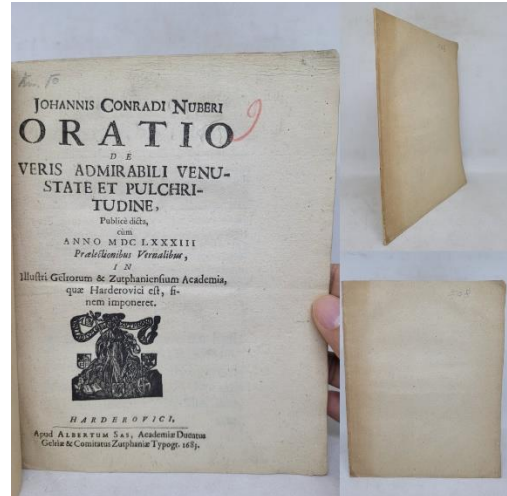 JOHANNIS CONRADI NUBERI
ORATIO
DE
VERIS ADMIRABILI VENU-
STATE ET PULCHRI-
TUDINE,
Publicè dicta,
cùm
ANNO MDCLXXXIII
Prælectionibus Vernalibus,
IN
Illustri Gelrorum & Zutphaniensium Academia,
quæ Harderovici est, fi-
nem imponeret.
HARDEROVICI,
Apud ALBERTUM SAS, Academiæ Ducatus
Gelriæ & Comitatus Zutphaniæ Typogr. 1683.